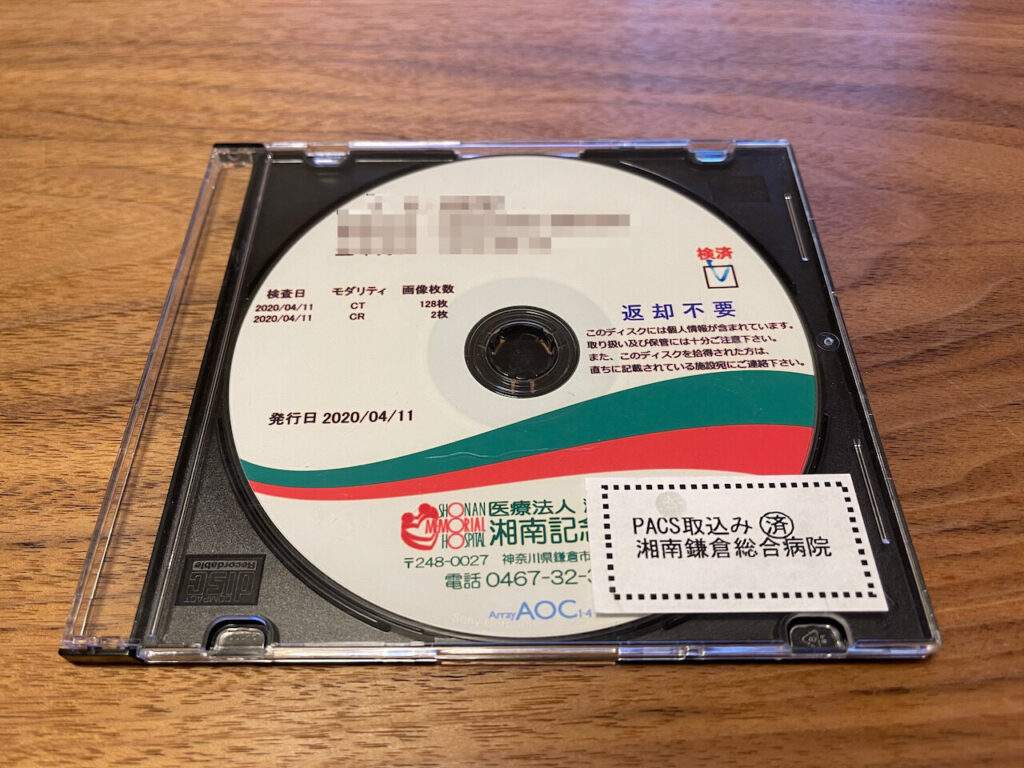 検済
検査日 モダリティ 画像枚数
2020/04/11 CT 128枚
2020/04/11 CR 2枚
返却不要
このディスクには個人情報が含まれています。
取り扱い及び保管には十分ご注意下さい。
また、このディスクを拾得された方は、
直ちに記載されている施設宛にご連絡下さい。
発行日 2020/04/11
SHONAN MEMORIAL HOSPITAL
医療法人
湘南記
〒248-0027 神奈川県鎌倉市
電話 0467-32-
Array AOC 1-4
PACS取込み 済
湘南鎌倉総合病院
COMPACT disc Recordable